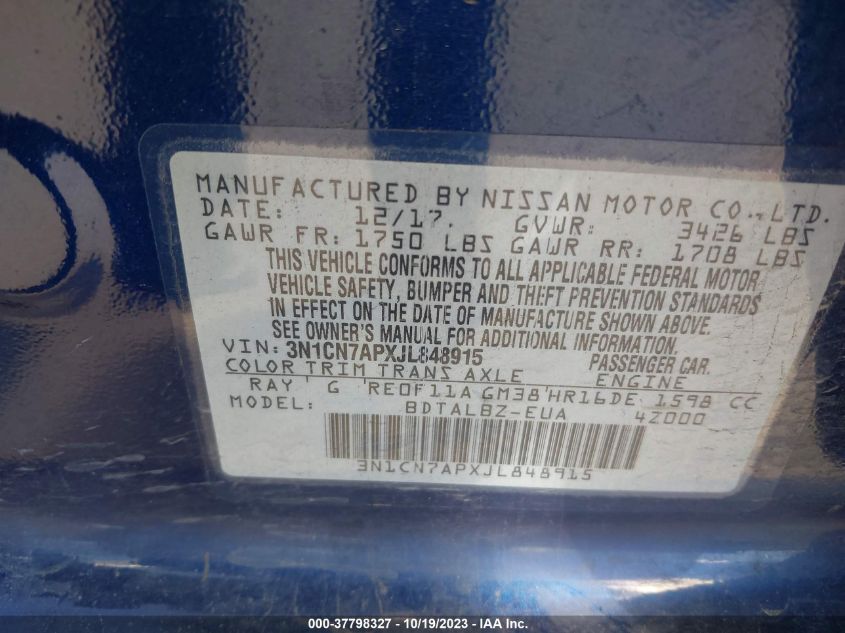 MANUFACTURED BY NISSAN MOTOR CO., LTD.
DATE: 12/17. GVWR: 3426 LBS
GAWR FR: 1750 LBS GAWR RR: 1708 LBS
THIS VEHICLE CONFORMS TO ALL APPLICABLE FEDERAL MOTOR
VEHICLE SAFETY, BUMPER AND THEFT PREVENTION STANDARDS
IN EFFECT ON THE DATE OF MANUFACTURE SHOWN ABOVE.
SEE OWNER'S MANUAL FOR ADDITIONAL INFORMATION.
VIN: 3N1CN7APXJL848915 PASSENGER CAR.
COLOR TRIM TRANS AXLE ENGINE
RAY' G 'RE0F11A GM38'HR16DE 1598 CC
MODEL: BDTALBZ-EUA 4Z000
3N1CN7APXJL848915
000-37798327 - 10/19/2023 - IAA Inc.